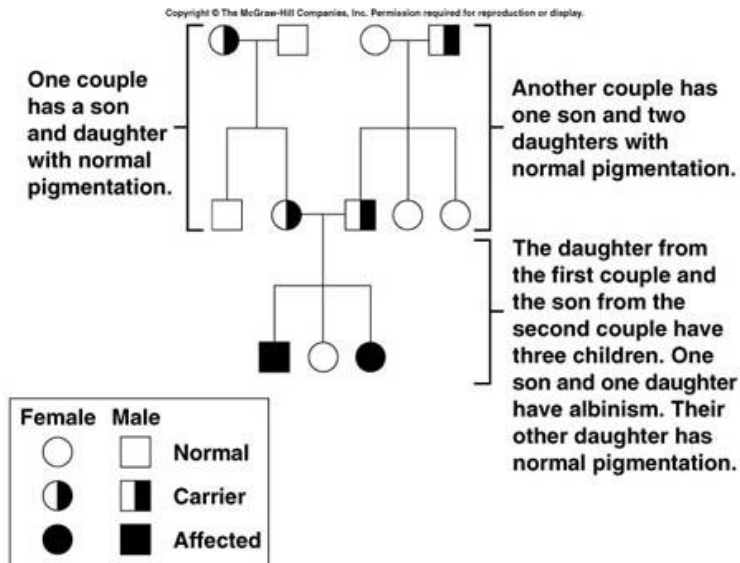 Copyright © The McGraw-Hill Companies, Inc. Permission required for reproduction or display.
One couple
has a son
and daughter
with normal
pigmentation.
Another couple has
one son and two
daughters with
normal pigmentation.
The daughter from
the first couple and
the son from the
second couple have
three children. One
son and one daughter
have albinism. Their
other daughter has
normal pigmentation.
Female Male
Normal
Carrier
Affected